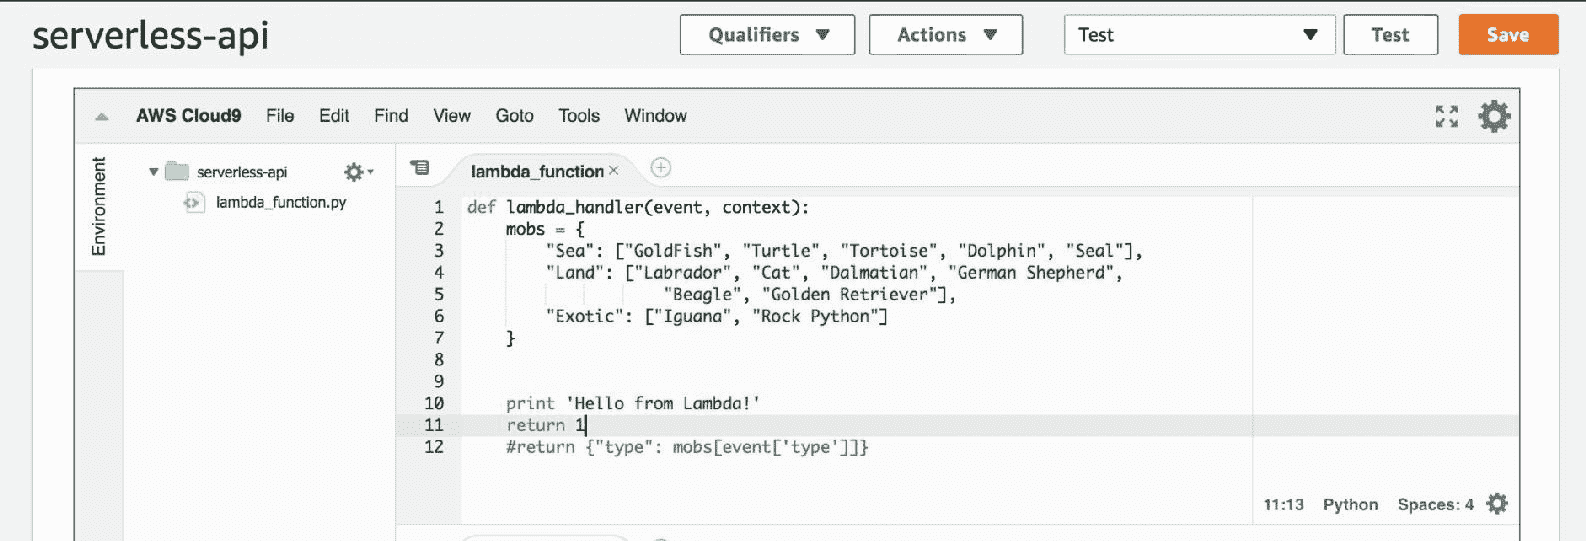 serverless-api
Qualifiers
Actions
Test
Test
Save
AWS Cloud9 File Edit Find View Goto Tools Window
Environment
serverless-api
lambda_function.py
lambda_function
1 def lambda_handler(event, context):
2 mobs = {
3 "Sea": ["GoldFish", "Turtle", "Tortoise", "Dolphin", "Seal"],
4 "Land": ["Labrador", "Cat", "Dalmatian", "German Shepherd",
5 "Beagle", "Golden Retriever"],
6 "Exotic": ["Iguana", "Rock Python"]
7 }
8
9
10 print 'Hello from Lambda!'
11 return 1
12 #return {"type": mobs[event['type']]}
11:13 Python Spaces: 4